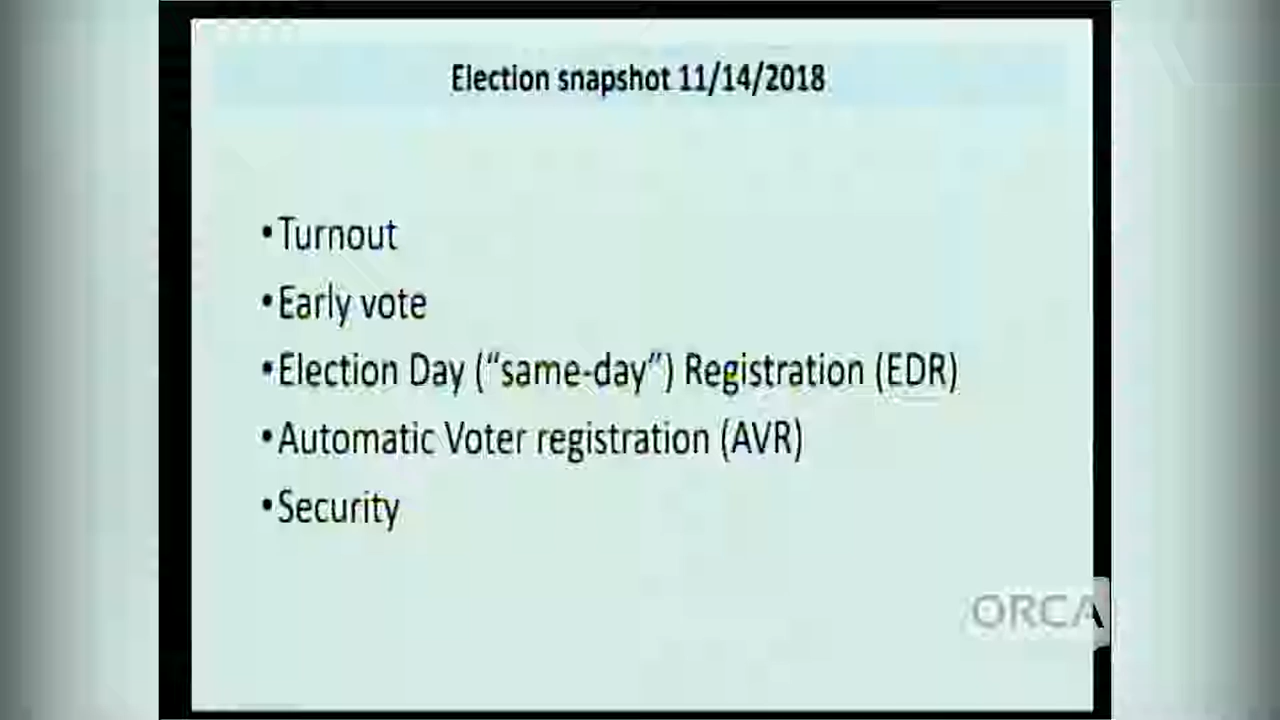 Election snapshot 11/14/2018
•Turnout
•Early vote
•Election Day (“same-day”) Registration (EDR)
•Automatic Voter registration (AVR)
•Security
ORCA